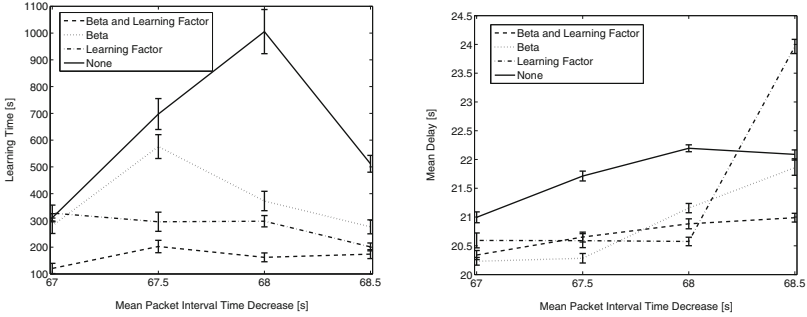 1100
1000
900
800
700
600
500
400
300
200
100
67
67.5
68
68.5
Learning Time [s]
Mean Packet Interval Time Decrease [s]
Beta and Learning Factor
Beta
Learning Factor
None
24.5
24
23.5
23
22.5
22
21.5
21
20.5
20
67
67.5
68
68.5
Mean Delay [s]
Mean Packet Interval Time Decrease [s]
Beta and Learning Factor
Beta
Learning Factor
None